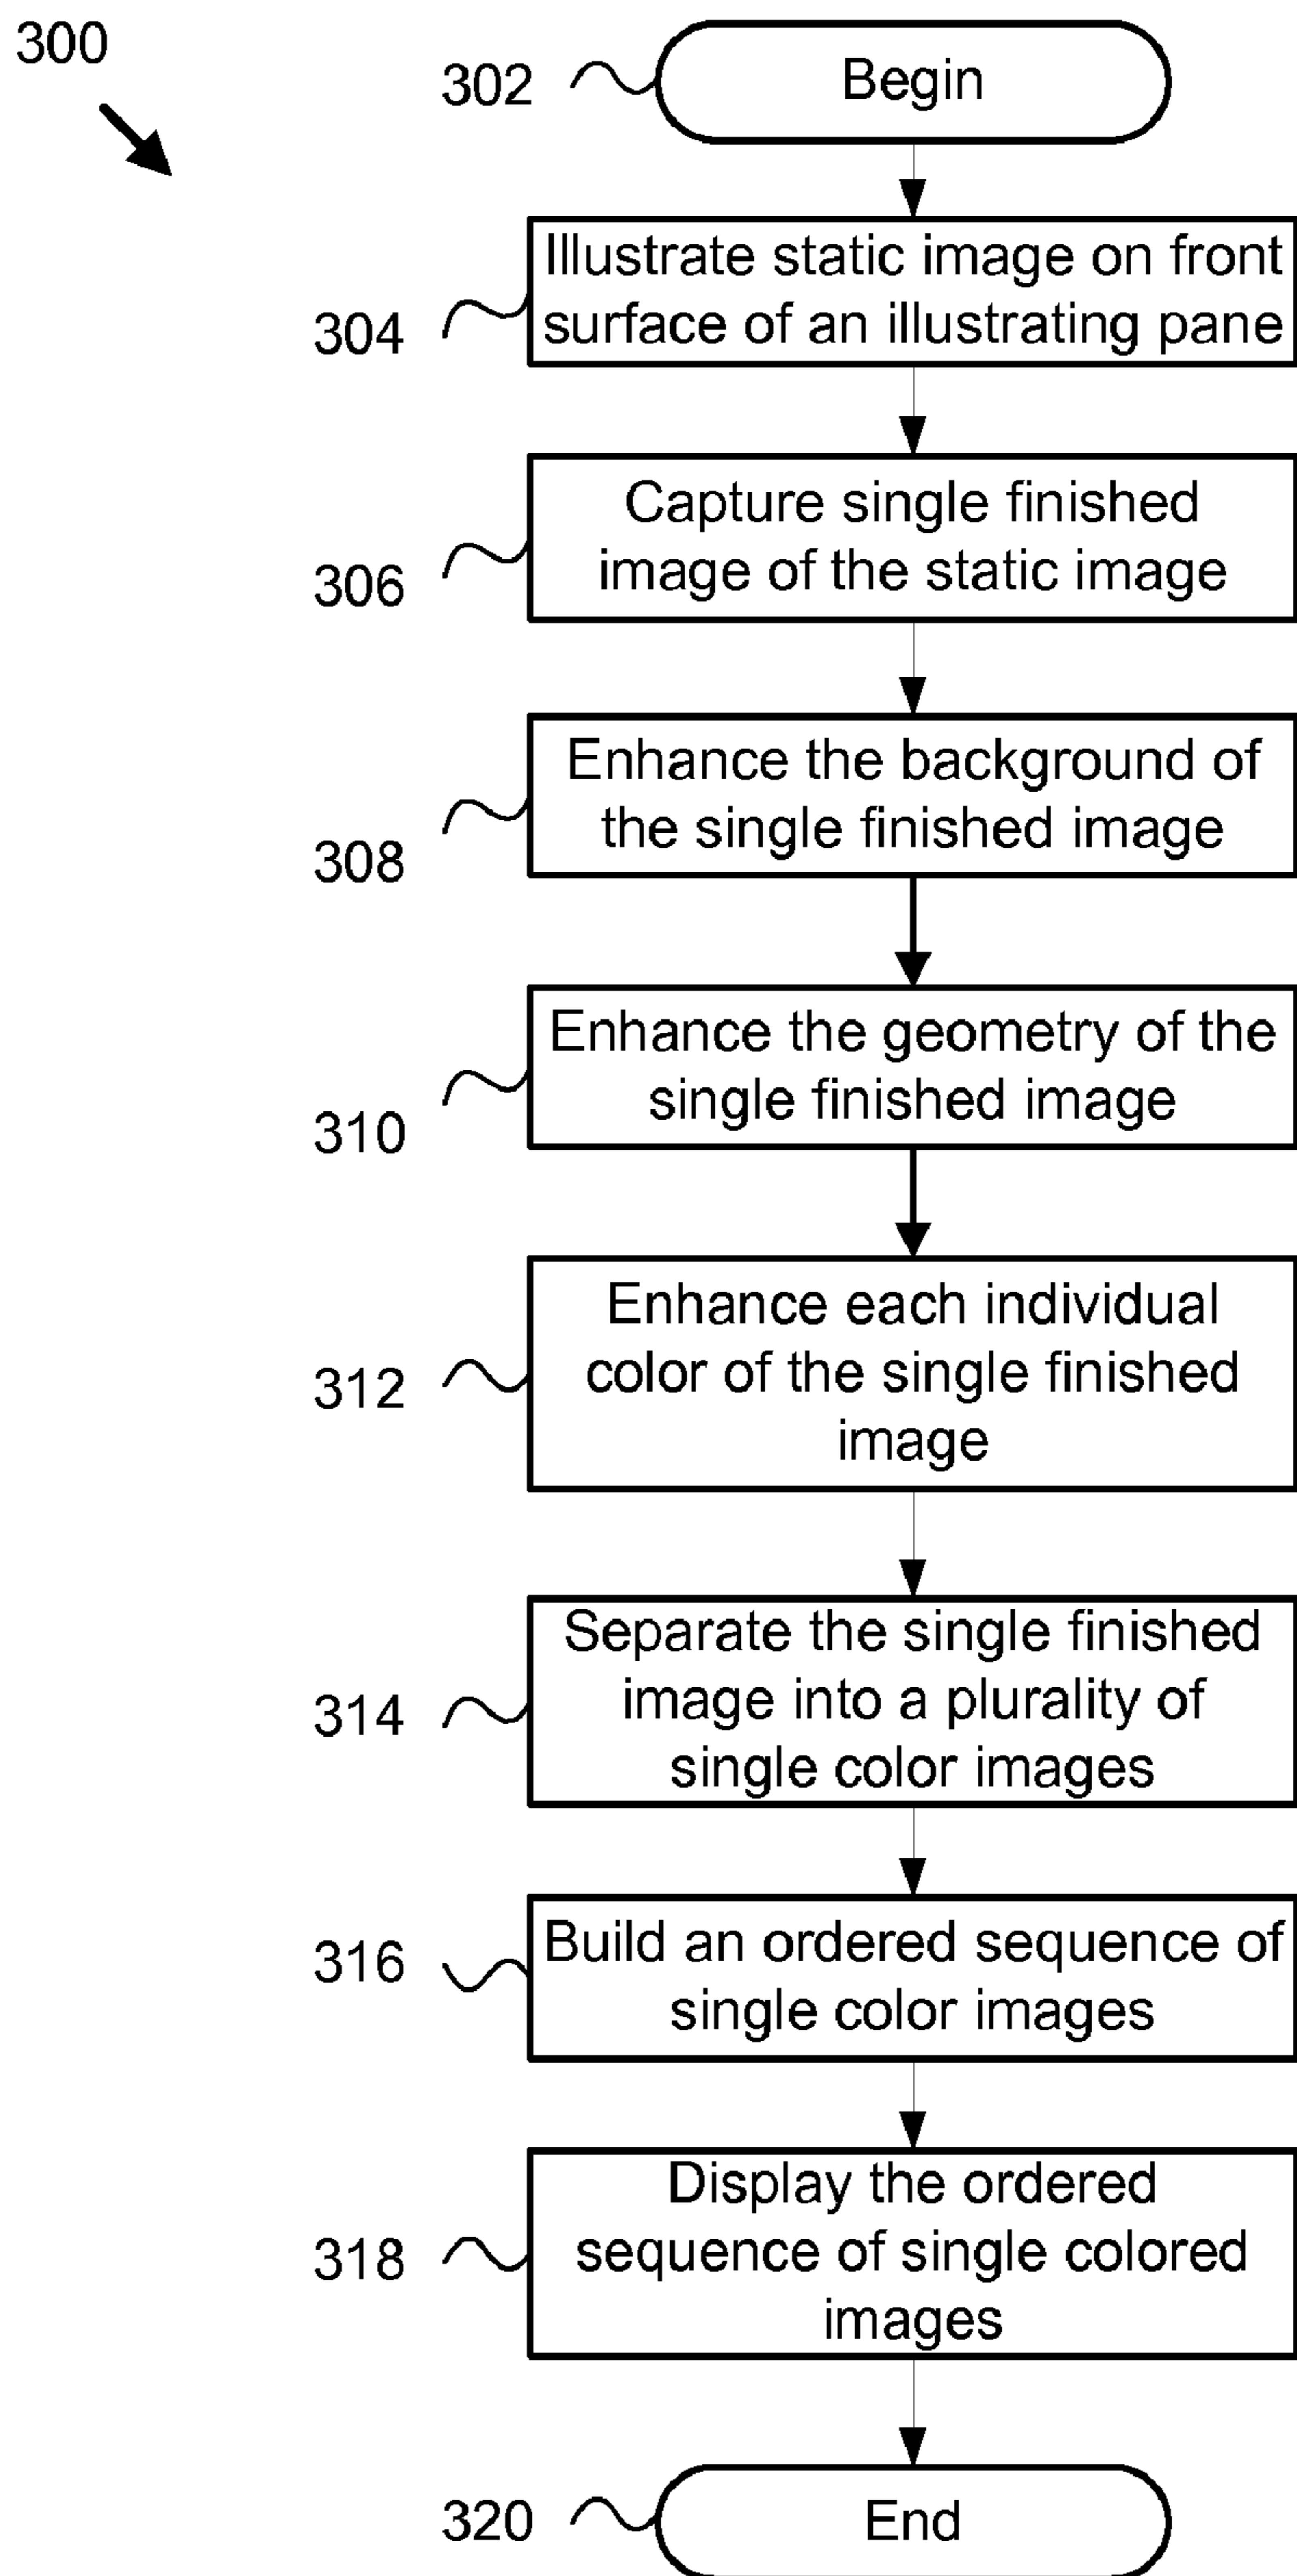 300
302
Begin
304
Illustrate static image on front
surface of an illustrating pane
306
Capture single finished
image of the static image
308
Enhance the background of
the single finished image
310
Enhance the geometry of the
single finished image
312
Enhance each individual
color of the single finished
image
314
Separate the single finished
image into a plurality of
single color images
316
Build an ordered sequence of
single color images
318
Display the ordered
sequence of single colored
images
320
End